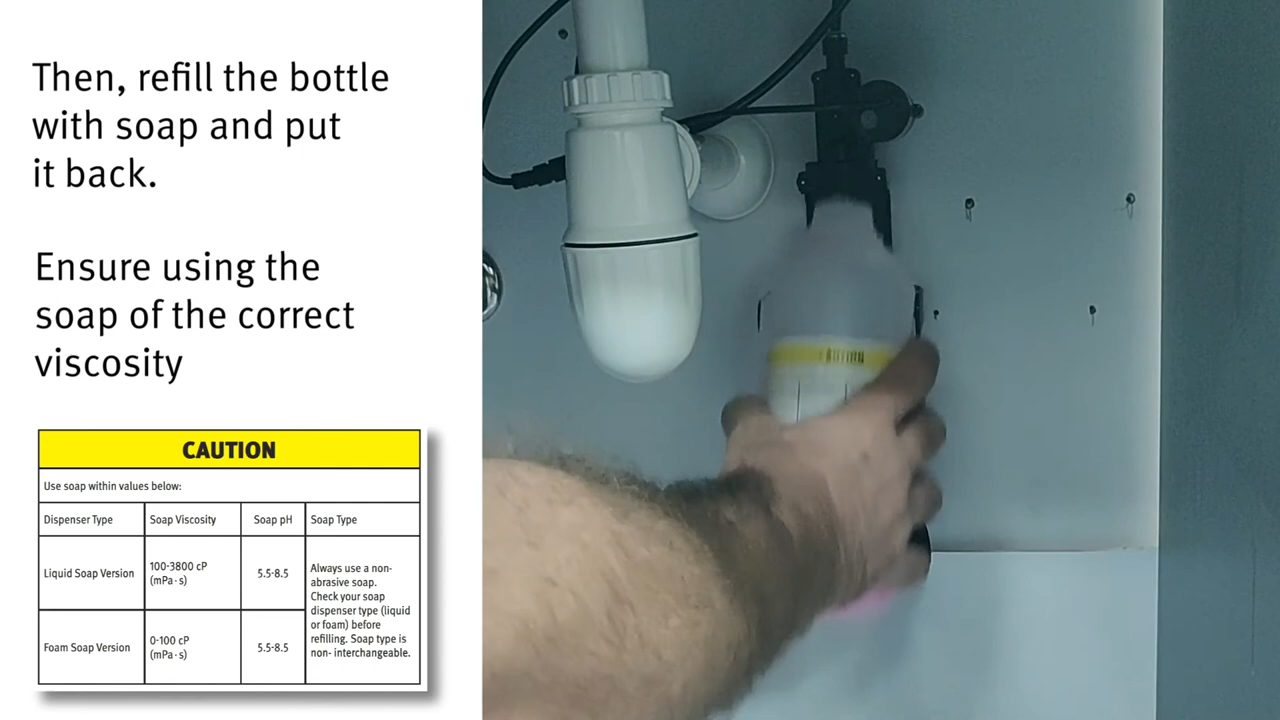 Then, refill the bottle
with soap and put
it back.
Ensure using the
soap of the correct
viscosity
CAUTION
Use soap within values below:
Dispenser Type
Soap Viscosity
Soap pH
Soap Type
Liquid Soap Version
100-3800 cP
(mPa·s)
5.5-8.5
Always use a non-
abrasive soap.
Check your soap
dispenser type (liquid
or foam) before
refilling. Soap type is
non- interchangeable.
Foam Soap Version
0-100 cP
(mPa·s)
5.5-8.5